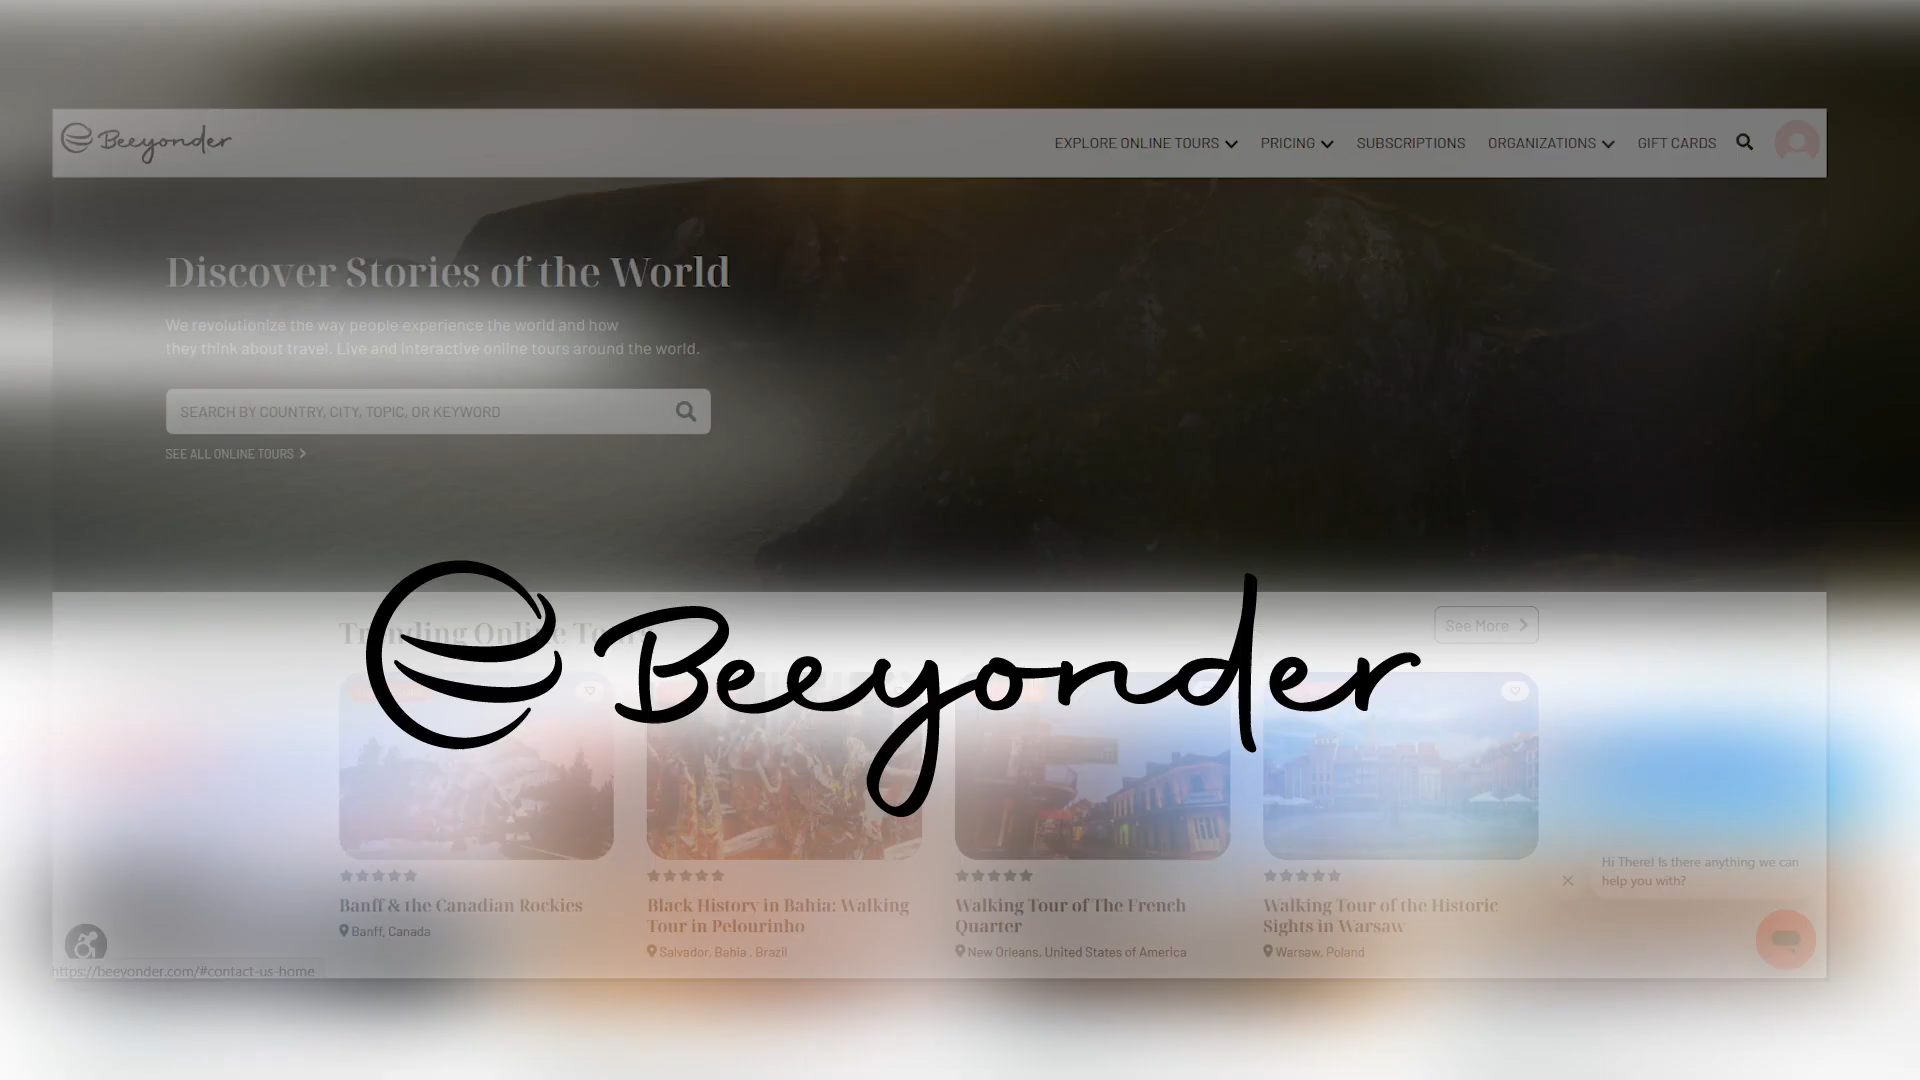 Beeyonder
EXPLORE ONLINE TOURS
PRICING
SUBSCRIPTIONS
ORGANIZATIONS
GIFT CARDS
Discover Stories of the World
We revolutionize the way people experience the world and how
they think about travel. Live and interactive online tours around the world.
SEARCH BY COUNTRY, CITY, TOPIC, OR KEYWORD
SEE ALL ONLINE TOURS
Trending Online Tours
See More
Beeyonder
Banff & the Canadian Rockies
Banff, Canada
Black History in Bahia: Walking
Tour in Pelourinho
Salvador, Bahia , Brazil
Walking Tour of The French
Quarter
New Orleans, United States of America
Walking Tour of the Historic
Sights in Warsaw
Warsaw, Poland
Hi There! Is there anything we can
help you with?
https://beeyonder.com/#contact-us-home